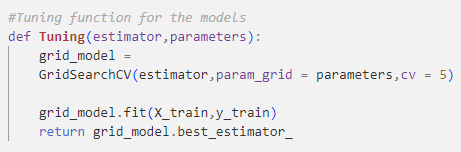 #Tuning function for the models
def Tuning(estimator,parameters):
    grid_model =
    GridSearchCV(estimator,param_grid = parameters,cv = 5)

    grid_model.fit(X_train,y_train)
    return grid_model.best_estimator_